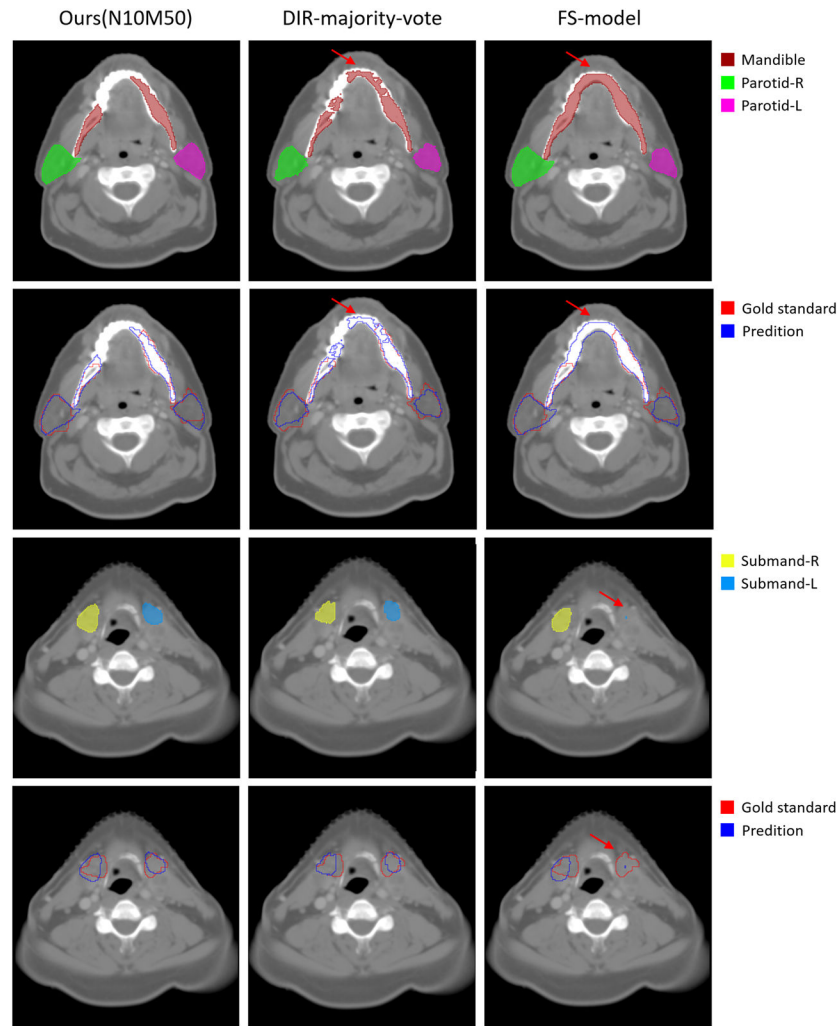 Ours(N10M50) DIR-majority-vote FS-model
Mandible
Parotid-R
Parotid-L
Gold standard
Predition
Submand-R
Submand-L
Gold standard
Predition